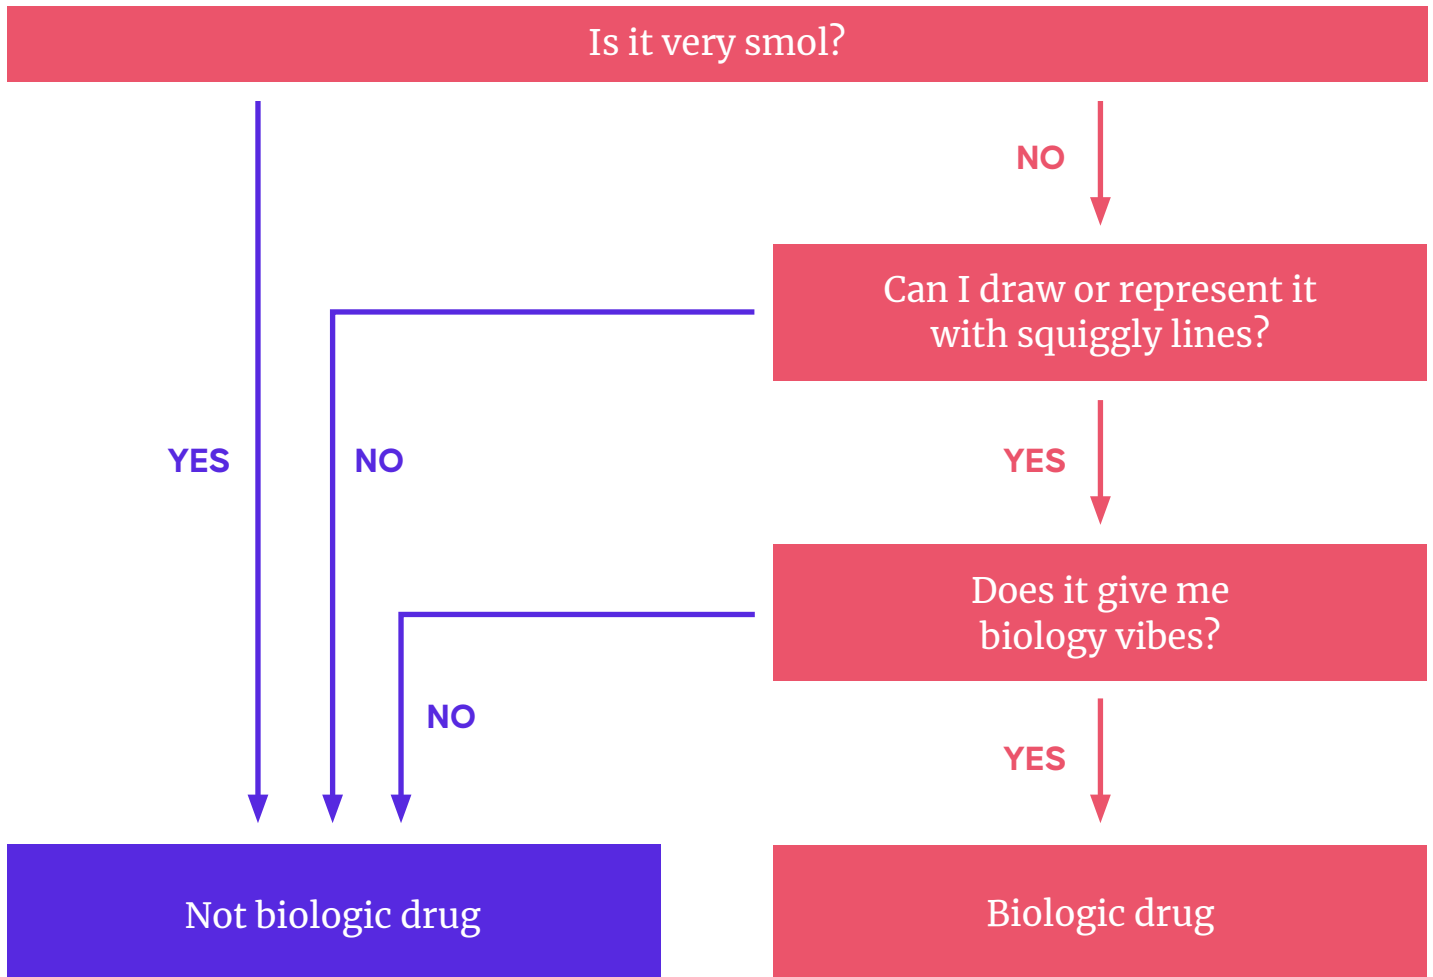 Is it very smol?
NO
Can I draw or represent it
with squiggly lines?
YES
NO
YES
Does it give me
biology vibes?
NO
YES
Not biologic drug
Biologic drug